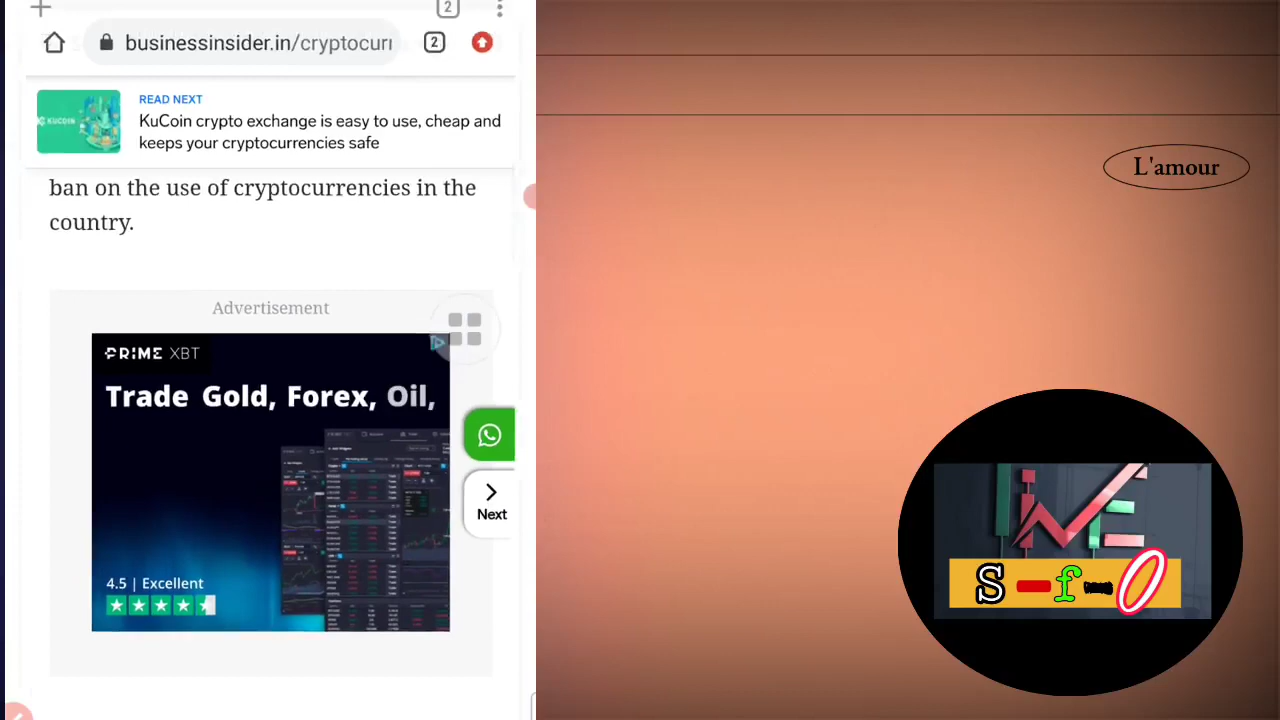 2
businessinsider.in/cryptocurr
2
READ NEXT
KuCoin crypto exchange is easy to use, cheap and
keeps your cryptocurrencies safe
KUCOIN
ban on the use of cryptocurrencies in the
country.
Advertisement
PRIME XBT
Trade Gold, Forex, Oil,
4.5 | Excellent
Next
L'amour
S-f-O